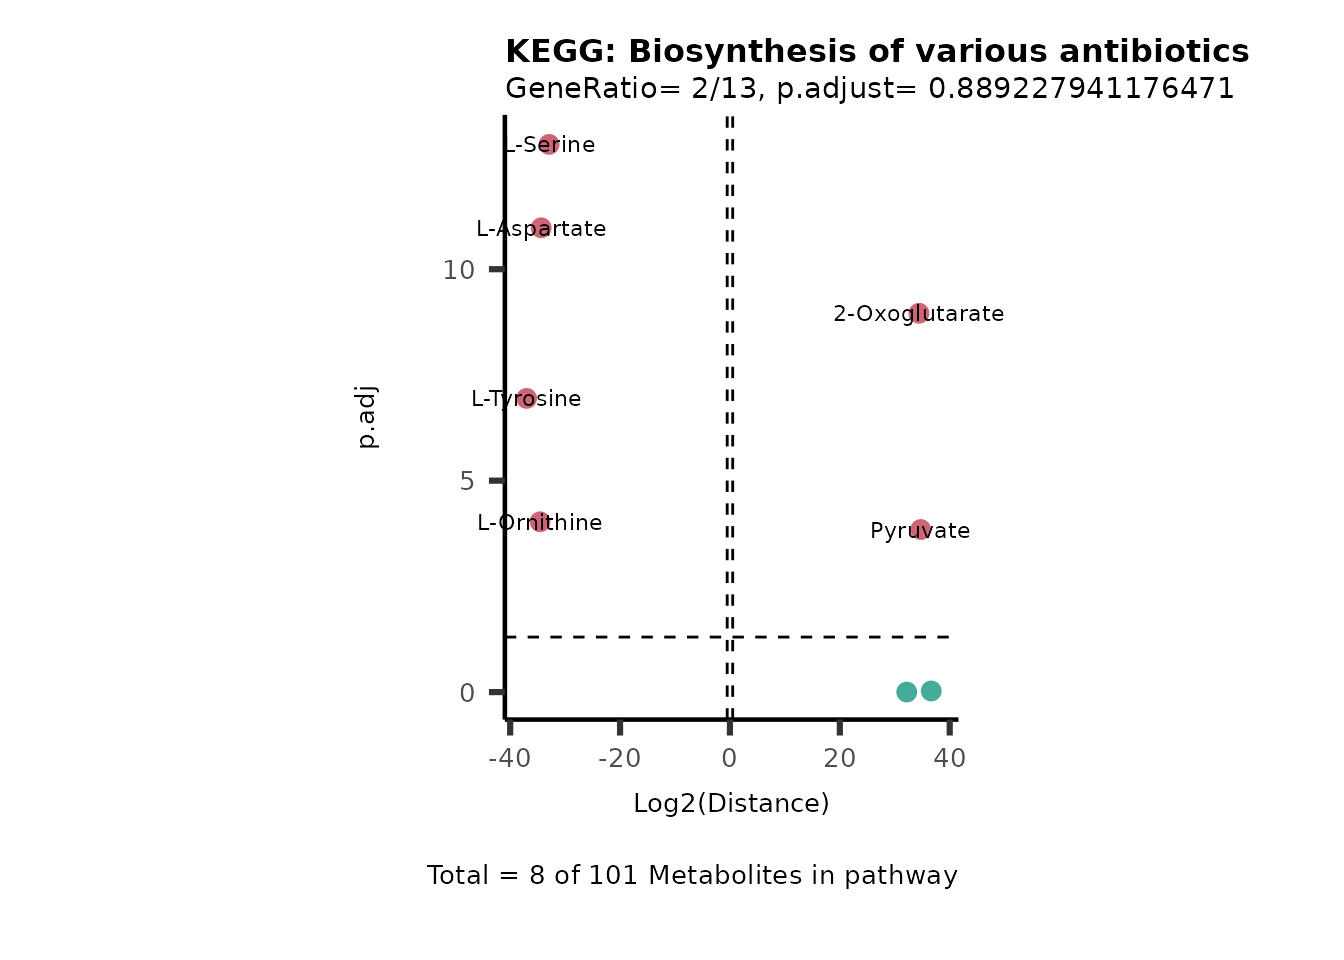 KEGG: Biosynthesis of various antibiotics
GeneRatio= 2/13, p.adjust= 0.889227941176471
L-Serine
L-Aspartate
10
2-Oxoglutarate
p.adj
L-Tyrosine
5
L-Ornithine
Pyruvate
0
-40
-20
0
20
40
Log2(Distance)
Total = 8 of 101 Metabolites in pathway